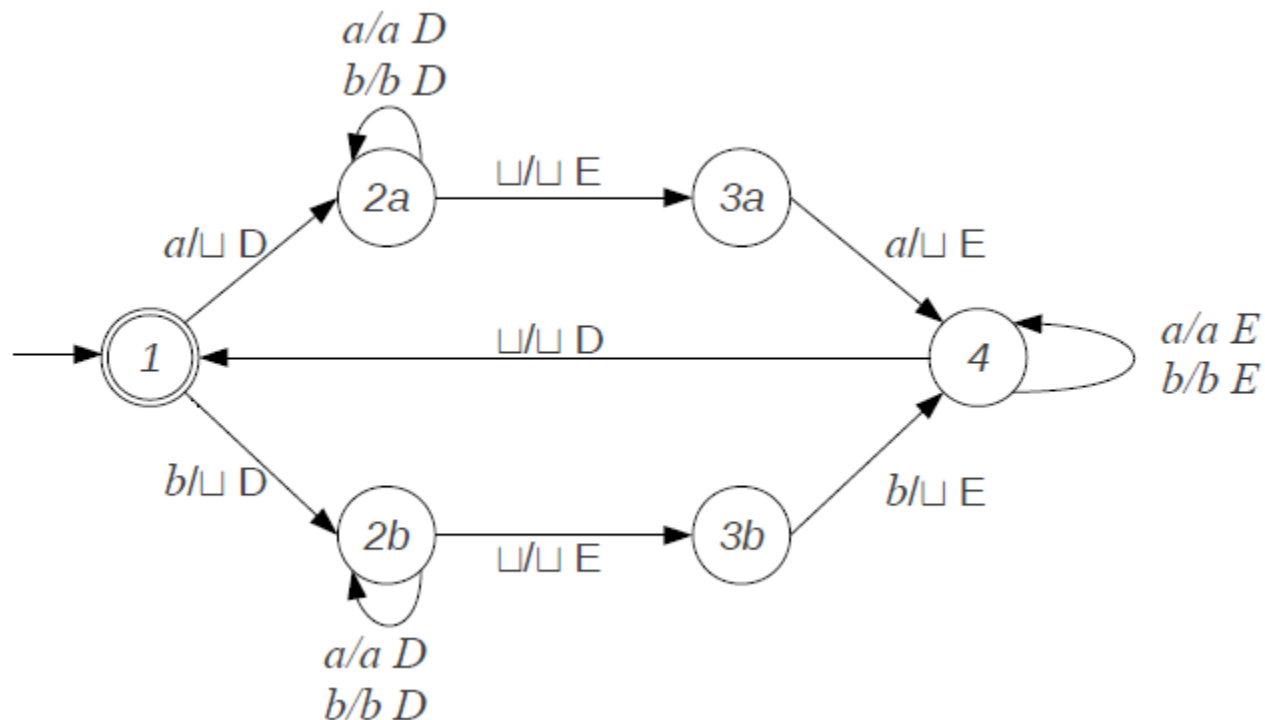 a/a D
b/b D
2a
⊔/⊔ E
3a
a/⊔ D
a/⊔ E
1
⊔/⊔ D
4
a/a E
b/b E
b/⊔ D
b/⊔ E
2b
⊔/⊔ E
3b
a/a D
b/b D